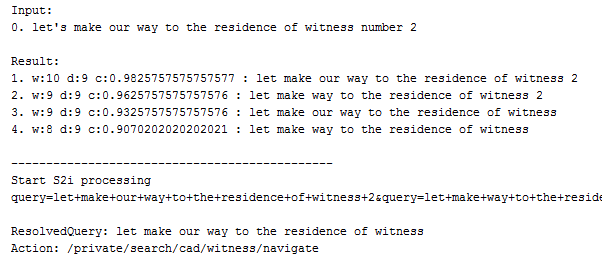 Input:
0. let's make our way to the residence of witness number 2
Result:
1. w:10 d:9 c:0.9825757575757577 : let make our way to the residence of witness 2
2. w:9 d:9 c:0.9625757575757576 : let make way to the residence of witness 2
3. w:9 d:9 c:0.9325757575757576 : let make our way to the residence of witness
4. w:8 d:9 c:0.9070202020202021 : let make way to the residence of witness
----------------------------------------------
Start S2i processing
query=let+make+our+way+to+the+residence+of+witness+2&query=let+make+way+to+the+reside
ResolvedQuery: let make our way to the residence of witness
Action: /private/search/cad/witness/navigate